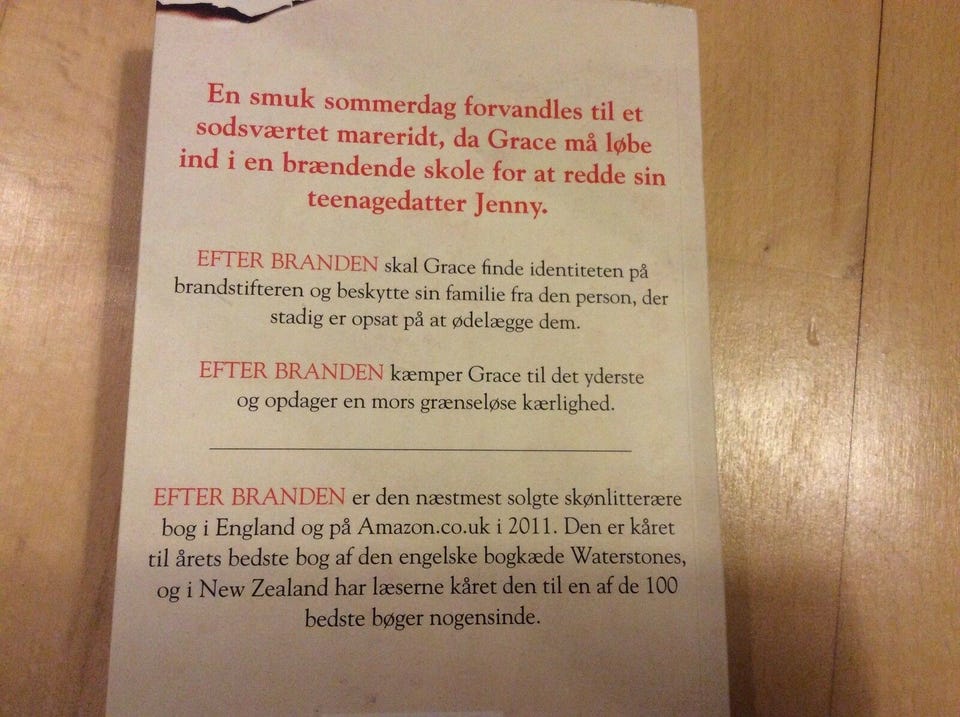 En smuk sommerdag forvandles til et
sodsværtet mareridt, da Grace må løbe
ind i en brændende skole for at redde sin
teenagedatter Jenny.
EFTER BRANDEN skal Grace finde identiteten på
brandstifteren og beskytte sin familie fra den person, der
stadig er opsat på at ødelægge dem.
EFTER BRANDEN kæmper Grace til det yderste
og opdager en mors grænseløse kærlighed.
EFTER BRANDEN er den næstmest solgte skønlitterære
bog i England og på Amazon.co.uk i 2011. Den er kåret
til årets bedste bog af den engelske bogkæde Waterstones,
og i New Zealand har læserne kåret den til en af de 100
bedste bøger nogensinde.